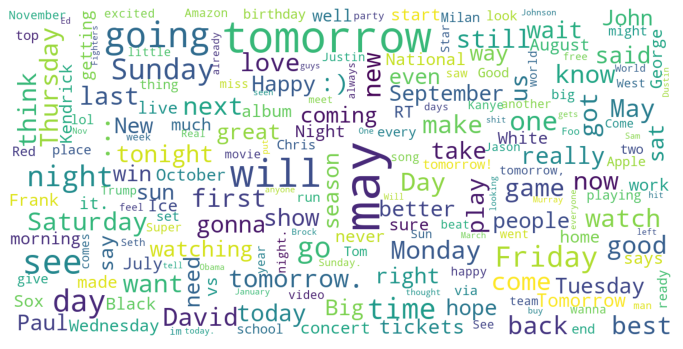 November Ed excited Amazon birthday well party start Milan look Johnson
top Fighters going tomorrow still wait August might John
getting little already Justin guys always Star National saw Good free World
Thursday Sunday love :) new way even know said George
think Kendrick thing miss meet seen RT days Kanye another world us big West Dustin
last next album coming September got May sat
lol live Happy
: New much great Night every make one Come
Nov week Real Chris One White really two Foo shit gets Sam
Red place tonight movie song Jason tomorrow! tomorrow, Apple
night win October will may take game now work
it. sun season put anyone Will looking playing hit
Frank feel Trump Ice first run Day play Murray people everyone watch
Saturday set gonna show better
morning Super Brock never sure Sun beat March went home left
see comes say Seth watching go Tom Monday Friday good says
July tell Obama night. Sunday. right happy
give made want need vs year tomorrow. come Tuesday ready
Sox day Black David January video Big thought via team Tomorrow man
Paul Wednesday im today. today time hope wanna
school concert tickets See back buy end best